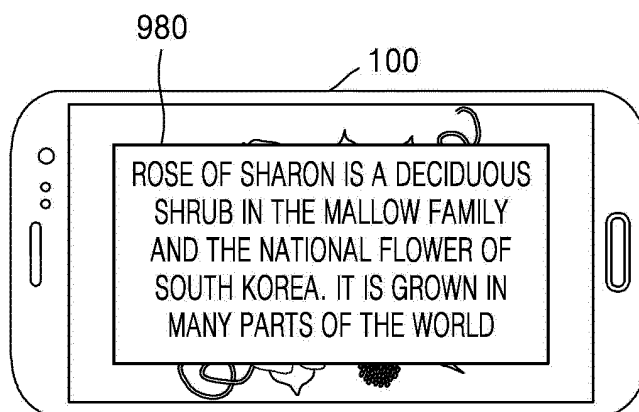 980
100
ROSE OF SHARON IS A DECIDUOUS
SHRUB IN THE MALLOW FAMILY
AND THE NATIONAL FLOWER OF
SOUTH KOREA. IT IS GROWN IN
MANY PARTS OF THE WORLD